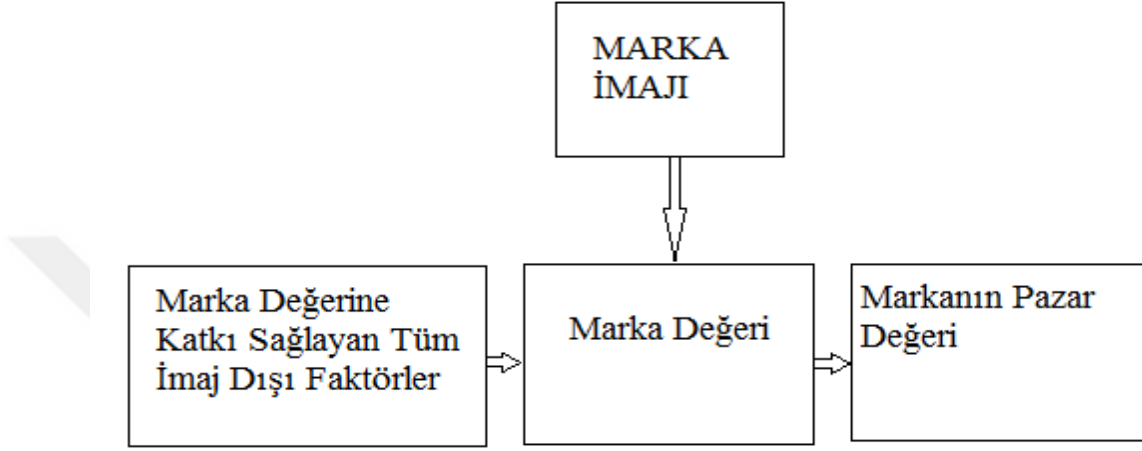 MARKA
İMAJI
Marka Değerine
Katkı Sağlayan Tüm
İmaj Dışı Faktörler
Marka Değeri
Markanın Pazar
Değeri